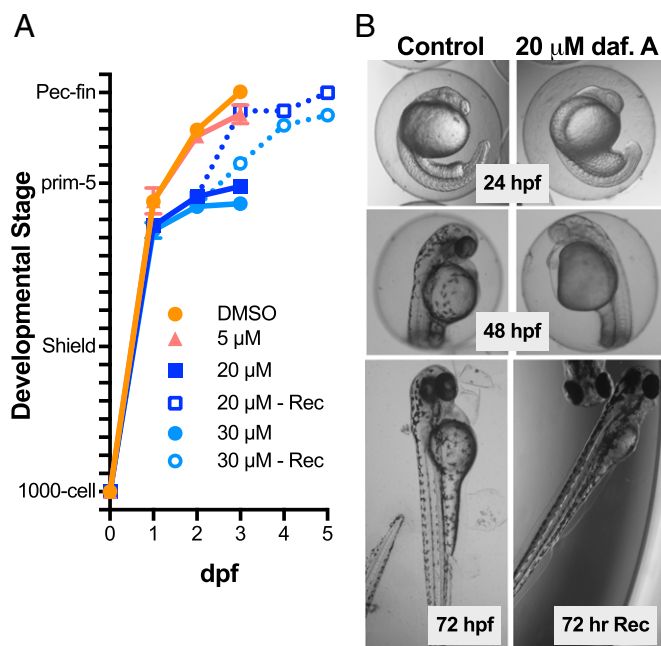 A
Developmental Stage
Pec-fin
prim-5
Shield
1000-cell
DMSO
5 µM
20 µM
20 µM - Rec
30 µM
30 µM - Rec
0 1 2 3 4 5
dpf
B
Control 20 µM daf. A
24 hpf
48 hpf
72 hpf
72 hr Rec